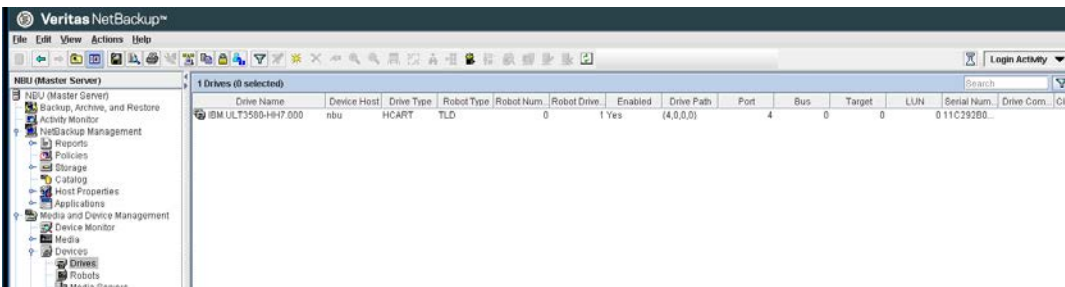 Veritas NetBackup™
File Edit View Actions Help
Login Activity
NBU (Master Server)
1 Drives (0 selected)
Search
Drive Name Device Host Drive Type Robot Type Robot Num... Robot Drive... Enabled Drive Path Port Bus Target LUN Serial Num... Drive Com...
IBM.ULT3580-HH7.000 nbu HCART TLD 0 1 Yes {4,0,0,0} 4 0 0 0 11C292B0...
NBU (Master Server)
Backup, Archive, and Restore
Activity Monitor
NetBackup Management
Reports
Policies
Storage
Catalog
Host Properties
Applications
Media and Device Management
Device Monitor
Media
Devices
Drives
Robots
Media Servers